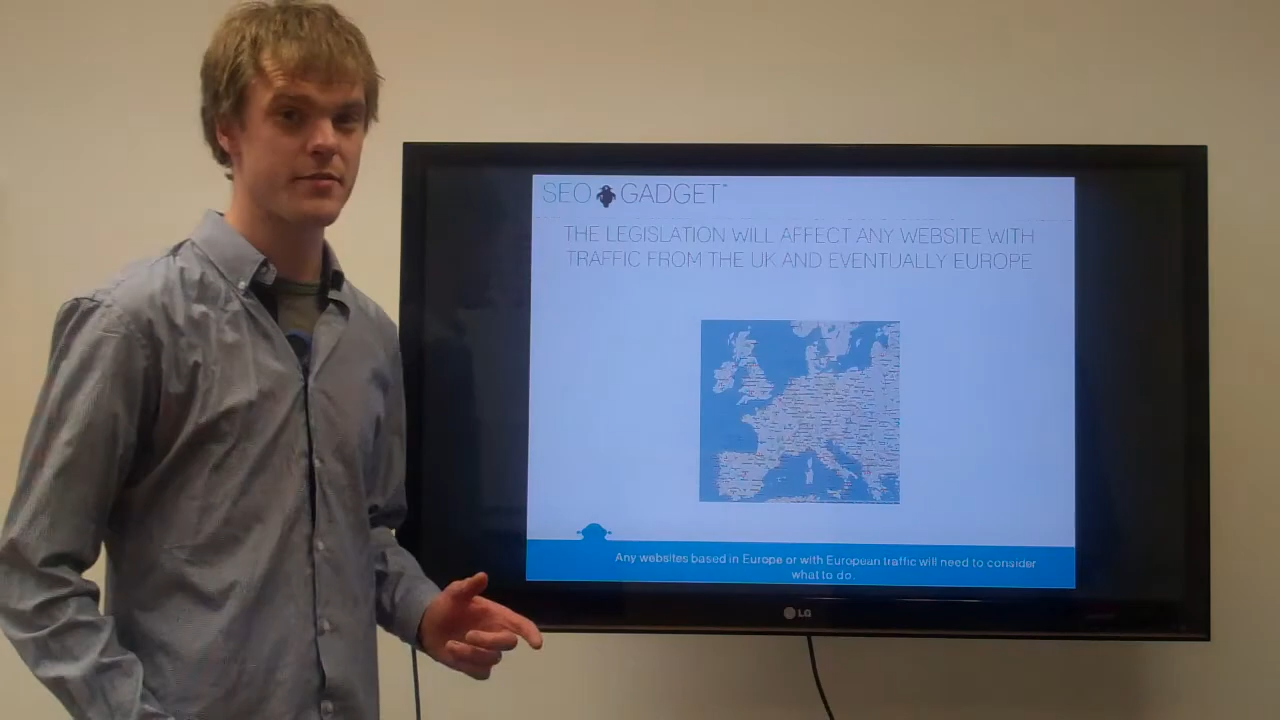 SEO GADGET™
THE LEGISLATION WILL AFFECT ANY WEBSITE WITH
TRAFFIC FROM THE UK AND EVENTUALLY EUROPE
Any websites based in Europe or with European traffic will need to consider
what to do.
LG